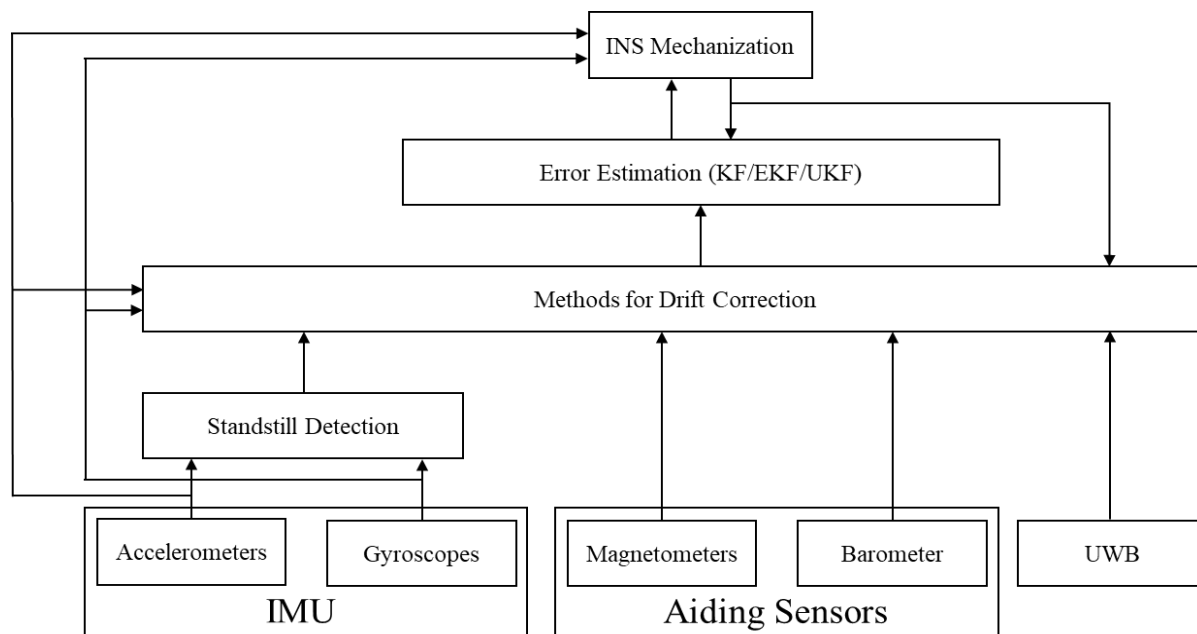 INS Mechanization
Error Estimation (KF/EKF/UKF)
Methods for Drift Correction
Standstill Detection
Accelerometers
Gyroscopes
Magnetometers
Barometer
UWB
IMU
Aiding Sensors